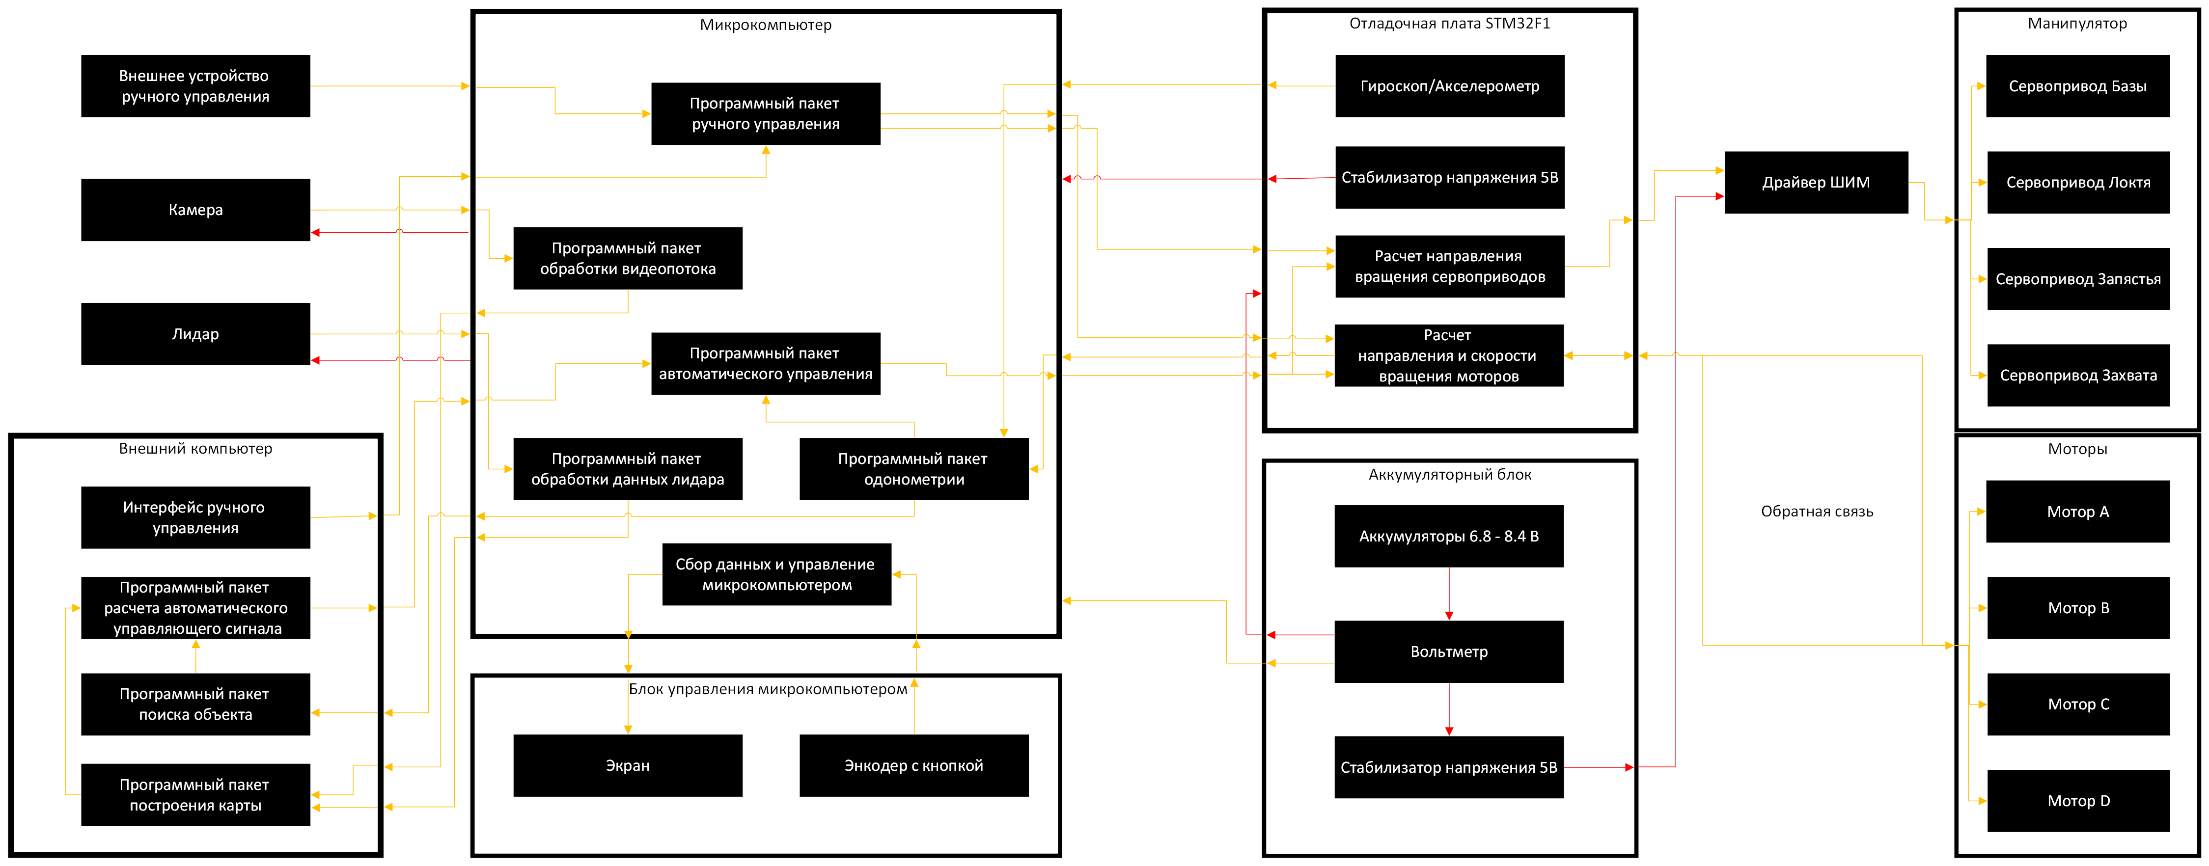 Внешнее устройство
ручного управления
Камера
Лидар
Внешний компьютер
Интерфейс ручного
управления
Программный пакет
расчета автоматического
управляющего сигнала
Программный пакет
поиска объекта
Программный пакет
построения карты
Микрокомпьютер
Программный пакет
ручного управления
Программный пакет
обработки видеопотока
Программный пакет
автоматического управления
Программный пакет
обработки данных лидара
Программный пакет
одонометрии
Сбор данных и управление
микрокомпьютером
Блок управления микрокомпьютером
Экран
Энкодер с кнопкой
Отладочная плата STM32F1
Гироскоп/Акселерометр
Стабилизатор напряжения 5В
Расчет направления
вращения сервоприводов
Расчет
направления и скорости
вращения моторов
Аккумуляторный блок
Аккумуляторы 6.8 - 8.4 В
Вольтметр
Стабилизатор напряжения 5В
Драйвер ШИМ
Обратная связь
Манипулятор
Сервопривод Базы
Сервопривод Локтя
Сервопривод Запястья
Сервопривод Захвата
Моторы
Мотор A
Мотор B
Мотор C
Мотор D